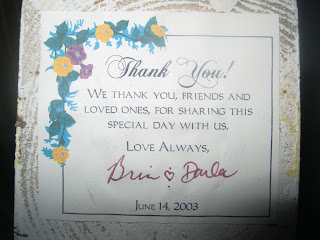 Thank You!
We thank you, friends and
loved ones, for sharing this
special day with us.
Love Always,
Bri ♡ Darla
June 14, 2003